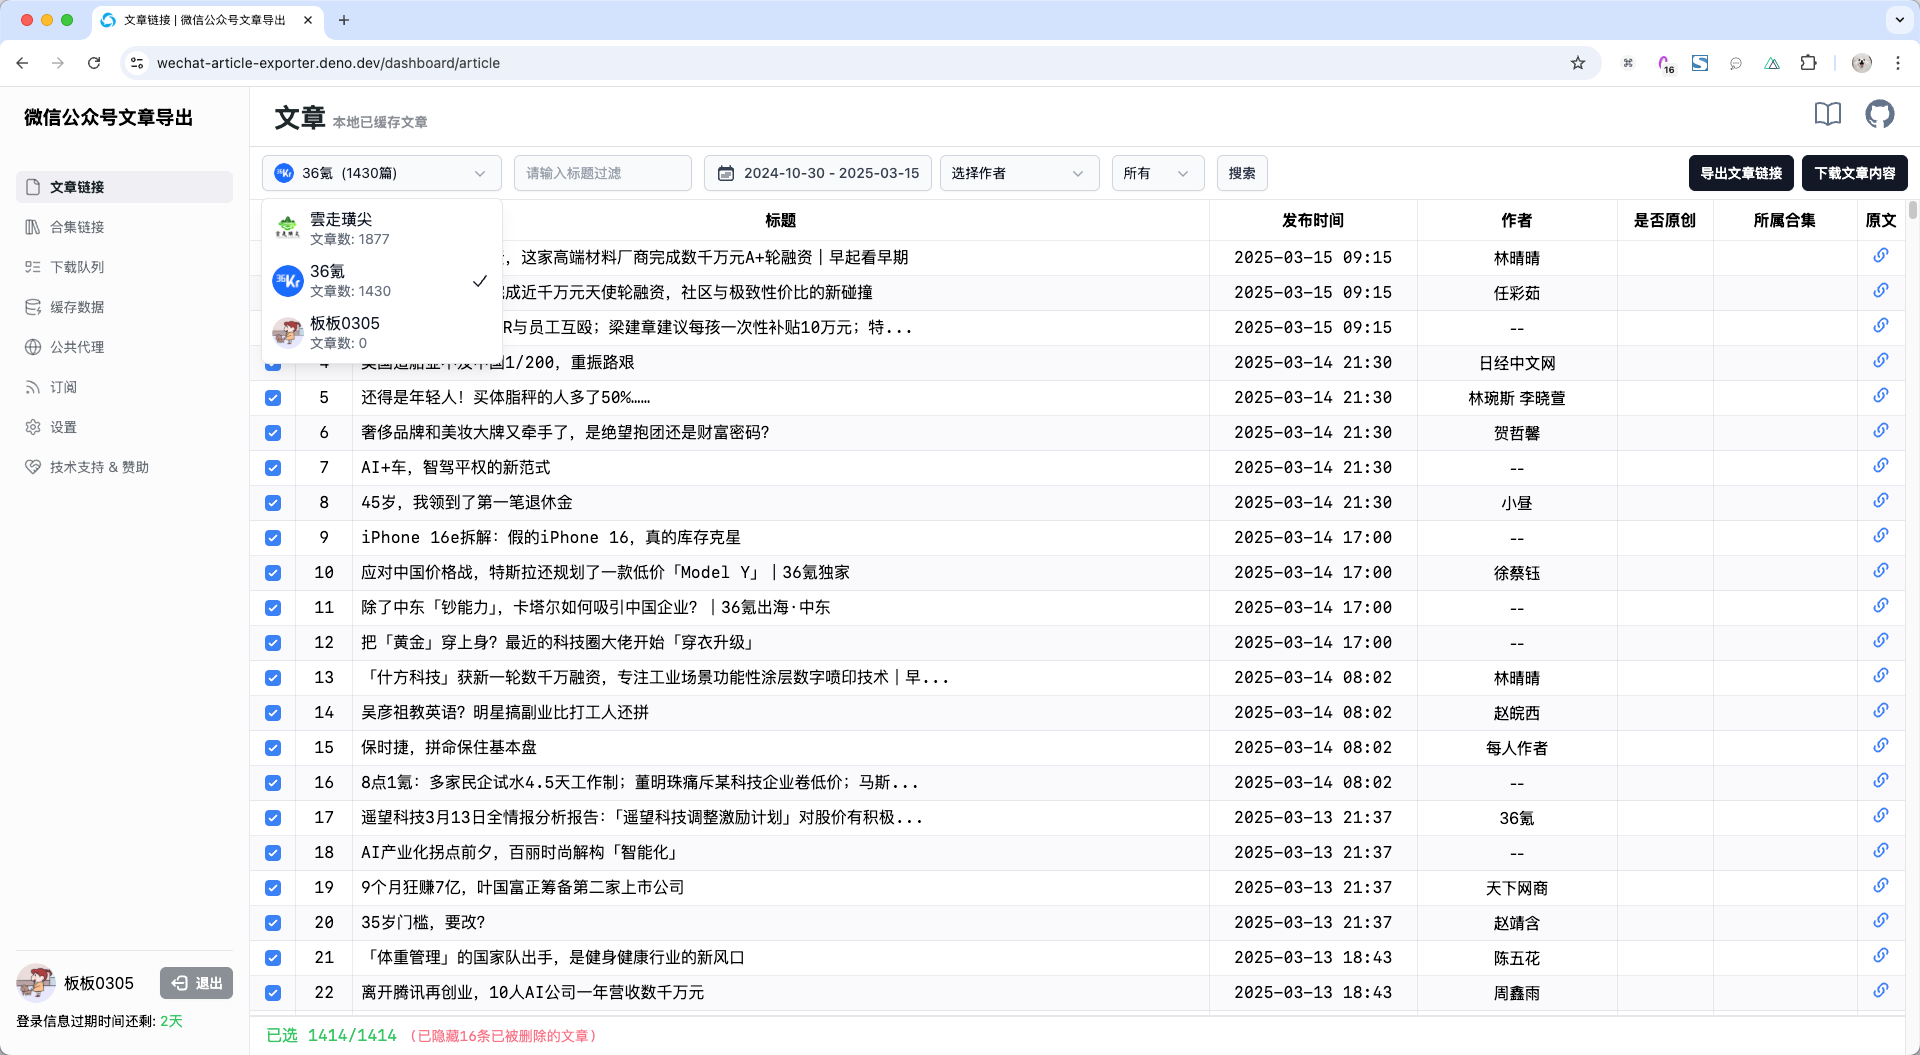 文章链接 | 微信公众号文章导出
wechat-article-exporter.deno.dev/dashboard/article
16
微信公众号文章导出
文章链接
合集链接
下载队列
缓存数据
公共代理
订阅
设置
技术支持 & 赞助
板板0305
退出
登录信息过期时间还剩: 2天
文章 本地已缓存文章
36氪 (1430篇)
请输入标题过滤
2024-10-30 - 2025-03-15
选择作者
所有
搜索
导出文章链接
下载文章内容
雲走璜尖
文章数: 1877
36氪
文章数: 1430
板板0305
文章数: 0
标题 发布时间 作者 是否原创 所属合集 原文
，这家高端材料厂商完成数千万元A+轮融资｜早起看早期 2025-03-15 09:15 林晴晴
成近千万元天使轮融资，社区与极致性价比的新碰撞 2025-03-15 09:15 任彩茹
R与员工互殴；梁建章建议每孩一次性补贴10万元；特... 2025-03-15 09:15 --
1/200，重振路艰 2025-03-14 21:30 日经中文网
5 还得是年轻人！买体脂秤的人多了50%…… 2025-03-14 21:30 林琬斯 李晓萱
6 奢侈品牌和美妆大牌又牵手了，是绝望抱团还是财富密码？ 2025-03-14 21:30 贺哲馨
7 AI+车，智驾平权的新范式 2025-03-14 21:30 --
8 45岁，我领到了第一笔退休金 2025-03-14 21:30 小昼
9 iPhone 16e拆解：假的iPhone 16，真的库存克星 2025-03-14 17:00 --
10 应对中国价格战，特斯拉还规划了一款低价「Model Y」｜36氪独家 2025-03-14 17:00 徐蔡钰
11 除了中东「钞能力」，卡塔尔如何吸引中国企业？｜36氪出海·中东 2025-03-14 17:00 --
12 把「黄金」穿上身？最近的科技圈大佬开始「穿衣升级」 2025-03-14 17:00 --
13 「什方科技」获新一轮数千万融资，专注工业场景功能性涂层数字喷印技术｜早... 2025-03-14 08:02 林晴晴
14 吴彦祖教英语？明星搞副业比打工人还拼 2025-03-14 08:02 赵皖西
15 保时捷，拼命保住基本盘 2025-03-14 08:02 每人作者
16 8点1氪：多家民企试水4.5天工作制；董明珠痛斥某科技企业卷低价；马斯... 2025-03-14 08:02 --
17 遥望科技3月13日全情报分析报告：「遥望科技调整激励计划」对股价有积极... 2025-03-13 21:37 36氪
18 AI产业化拐点前夕，百丽时尚解构「智能化」 2025-03-13 21:37 --
19 9个月狂赚7亿，叶国富正筹备第二家上市公司 2025-03-13 21:37 天下网商
20 35岁门槛，要改？ 2025-03-13 21:37 赵靖含
21 「体重管理」的国家队出手，是健身健康行业的新风口 2025-03-13 18:43 陈五花
22 离开腾讯再创业，10人AI公司一年营收数千万元 2025-03-13 18:43 周鑫雨
已选 1414/1414 （已隐藏16条已被删除的文章）